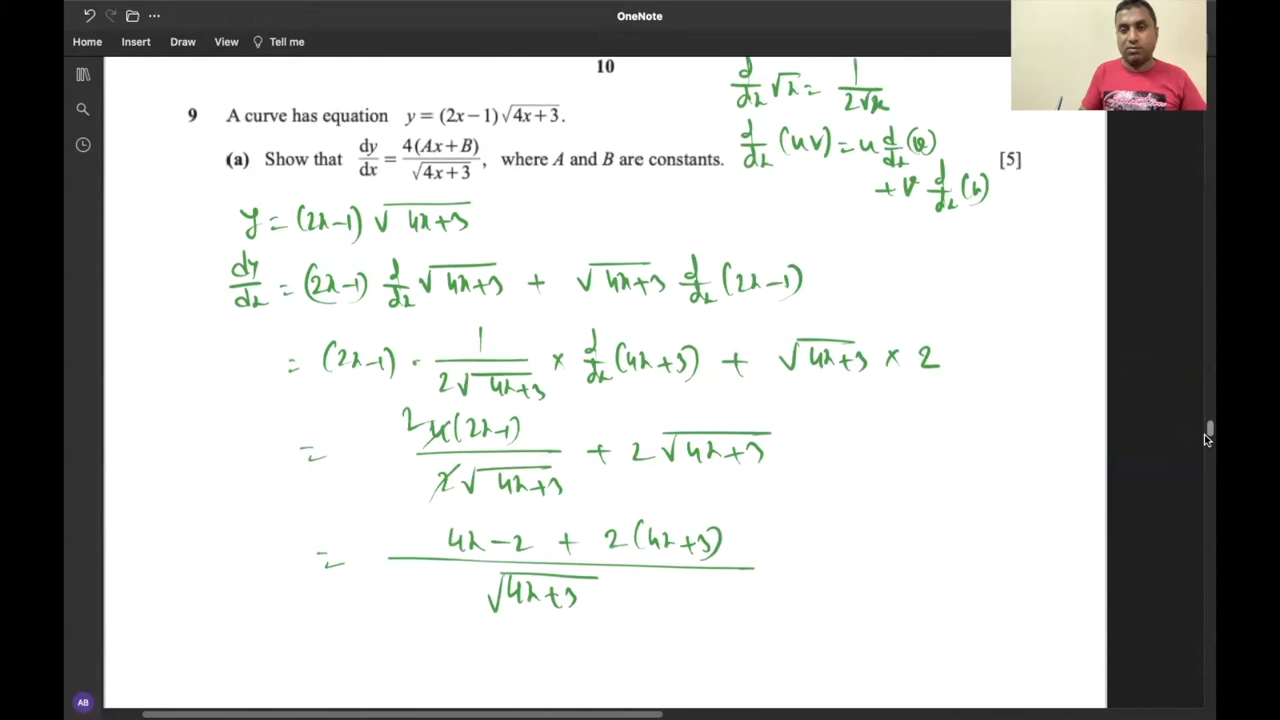 OneNote
Home Insert Draw View Tell me
10
9 A curve has equation y = (2x−1)√(4x+3).
(a) Show that dy/dx = 4(Ax+B)/√(4x+3), where A and B are constants. [5]
d/dx √x = 1/(2√x)
d/dx (uv) = u d/dx (v)
+ v d/dx (u)
y = (2x−1) √(4x+3)
dy/dx = (2x−1) d/dx √(4x+3) + √(4x+3) d/dx (2x−1)
= (2x−1) · 1/(2√(4x+3)) × d/dx (4x+3) + √(4x+3) × 2
= 2 4(2x−1)/(2√(4x+3)) + 2√(4x+3)
= (4x−2 + 2(4x+3))/√(4x+3)
AB